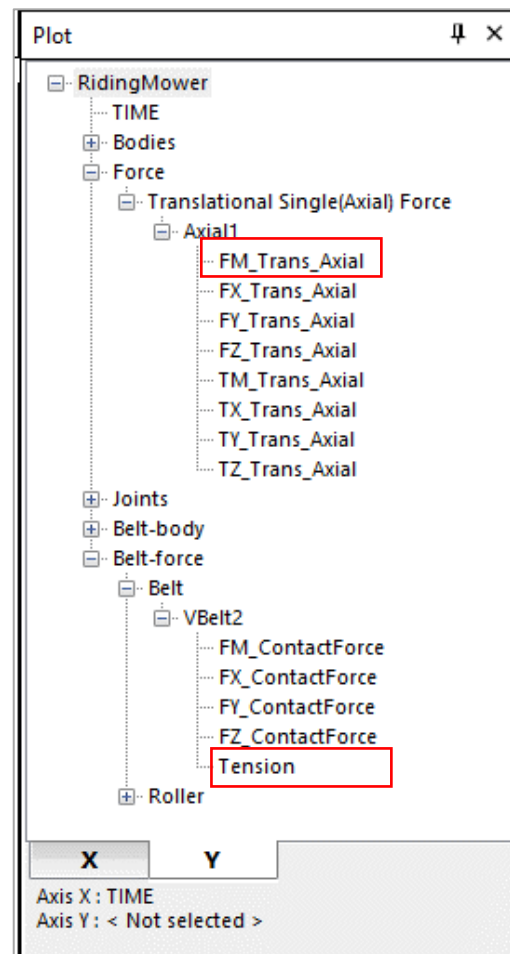 Plot
RidingMower
TIME
Bodies
Force
Translational Single(Axial) Force
Axial1
FM_Trans_Axial
FX_Trans_Axial
FY_Trans_Axial
FZ_Trans_Axial
TM_Trans_Axial
TX_Trans_Axial
TY_Trans_Axial
TZ_Trans_Axial
Joints
Belt-body
Belt-force
Belt
VBelt2
FM_ContactForce
FX_ContactForce
FY_ContactForce
FZ_ContactForce
Tension
Roller
X Y
Axis X : TIME
Axis Y : < Not selected >